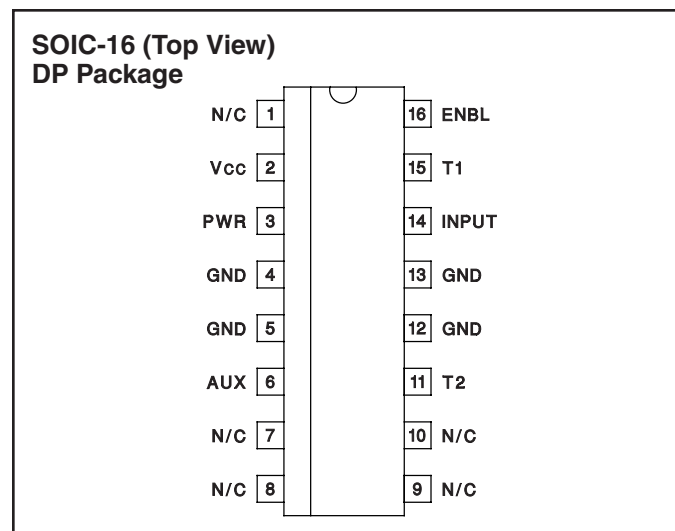 SOIC-16 (Top View)
DP Package
N/C 1 16 ENBL
VCC 2 15 T1
PWR 3 14 INPUT
GND 4 13 GND
GND 5 12 GND
AUX 6 11 T2
N/C 7 10 N/C
N/C 8 9 N/C